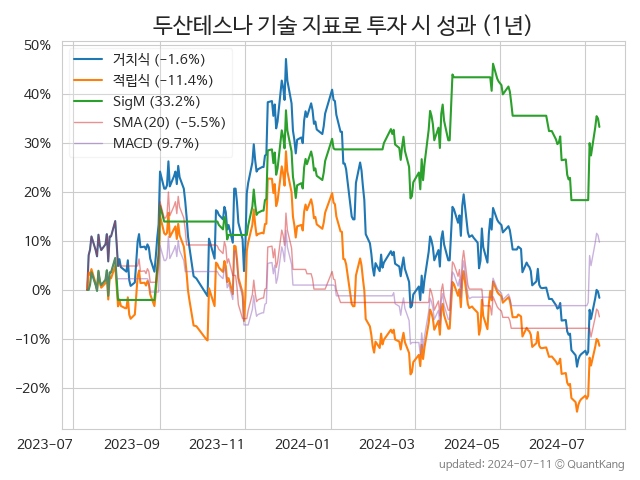 두산테스나 기술 지표로 투자 시 성과 (1년)
50%
40%
30%
20%
10%
0%
−10%
−20%
거치식 (−1.6%)
적립식 (−11.4%)
SigM (33.2%)
SMA(20) (−5.5%)
MACD (9.7%)
2023-07
2023-09
2023-11
2024-01
2024-03
2024-05
2024-07
updated: 2024-07-11 © QuantKang